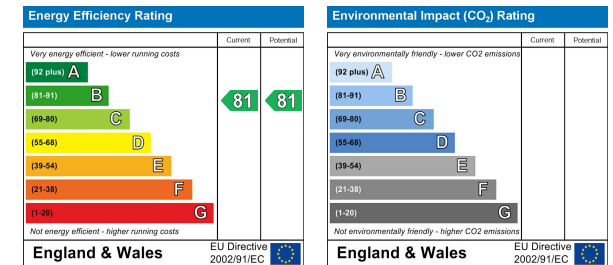 Energy Efficiency Rating
Current Potential
Very energy efficient - lower running costs
(92 plus) A
(81-91) B 81 81
(69-80) C
(55-68) D
(39-54) E
(21-38) F
(1-20) G
Not energy efficient - higher running costs
England & Wales
EU Directive
2002/91/EC
Environmental Impact (CO₂) Rating
Current Potential
Very environmentally friendly - lower CO2 emissions
(92 plus) A
(81-91) B
(69-80) C
(55-68) D
(39-54) E
(21-38) F
(1-20) G
Not environmentally friendly - higher CO2 emissions
England & Wales
EU Directive
2002/91/EC